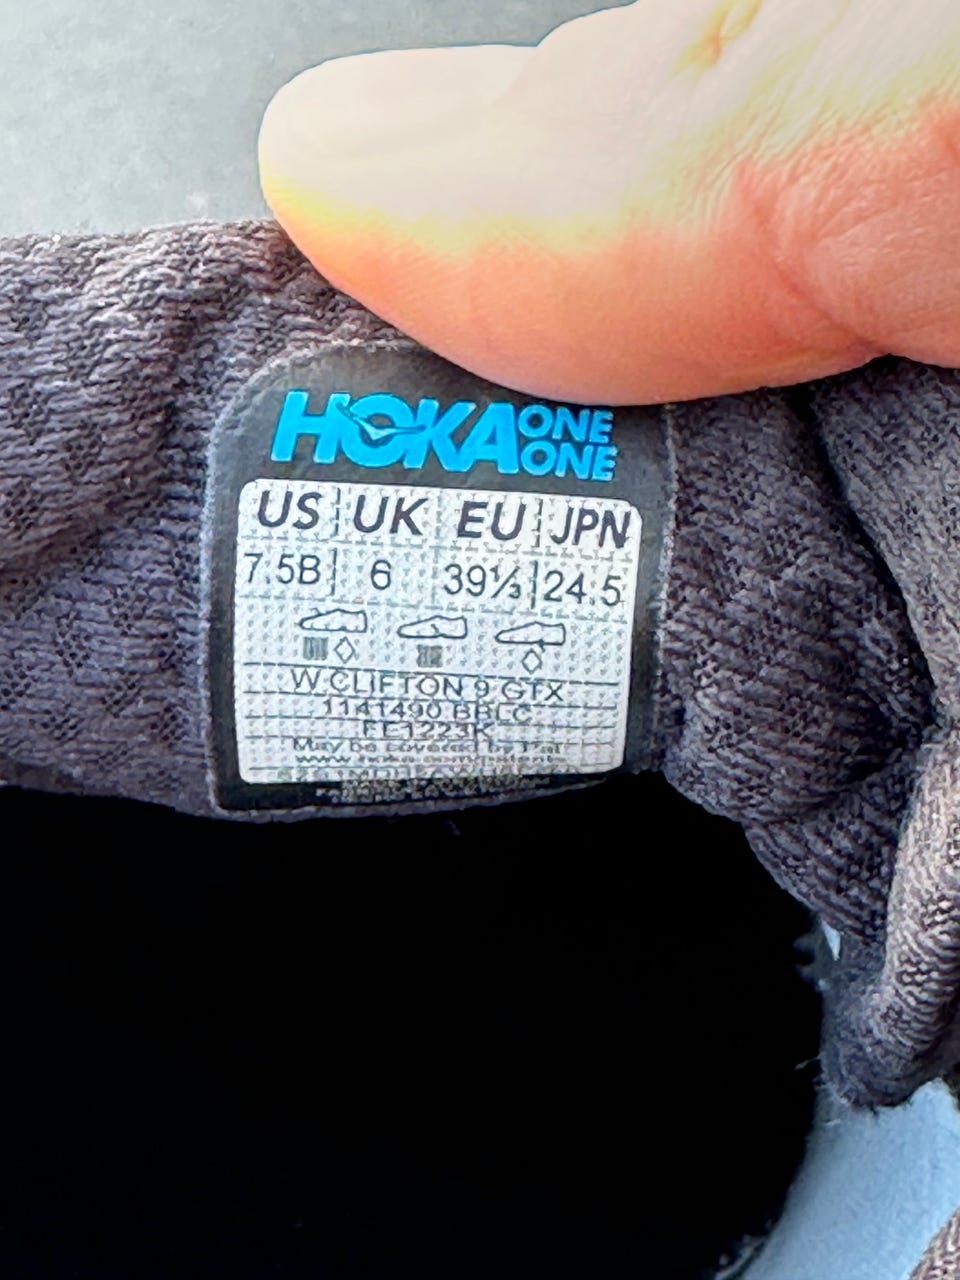 HOKA ONE ONE
US UK EU JPN
7.5B 6 39⅓ 24.5
W CLIFTON 9 GTX
1141490 BBLC
FE1223K
May be covered by Pat